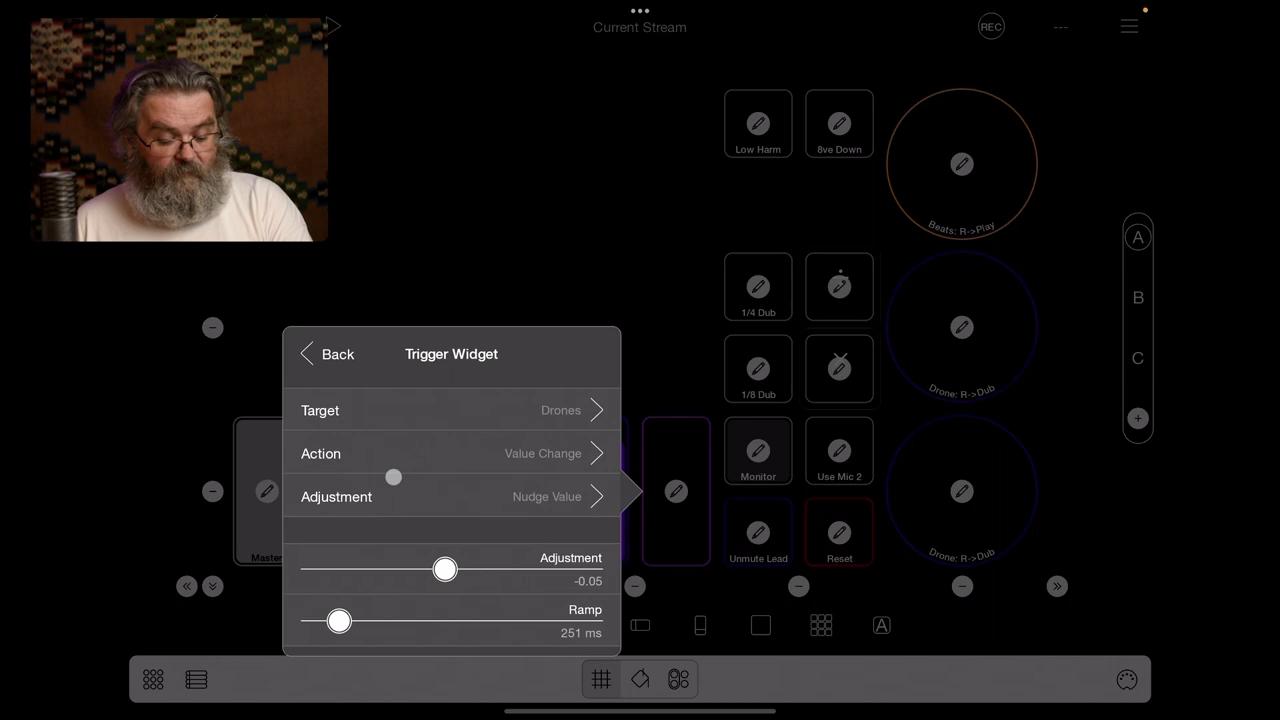 Current Stream
REC
---
Low Harm
8ve Down
Beats: R->Play
A
B
C
1/4 Dub
1/8 Dub
Drone: R->Dub
Back
Trigger Widget
Target
Drones
Action
Value Change
Adjustment
Nudge Value
Adjustment
-0.05
Ramp
251 ms
Master
Monitor
Use Mic 2
Unmute Lead
Reset
Drone: R->Dub
A